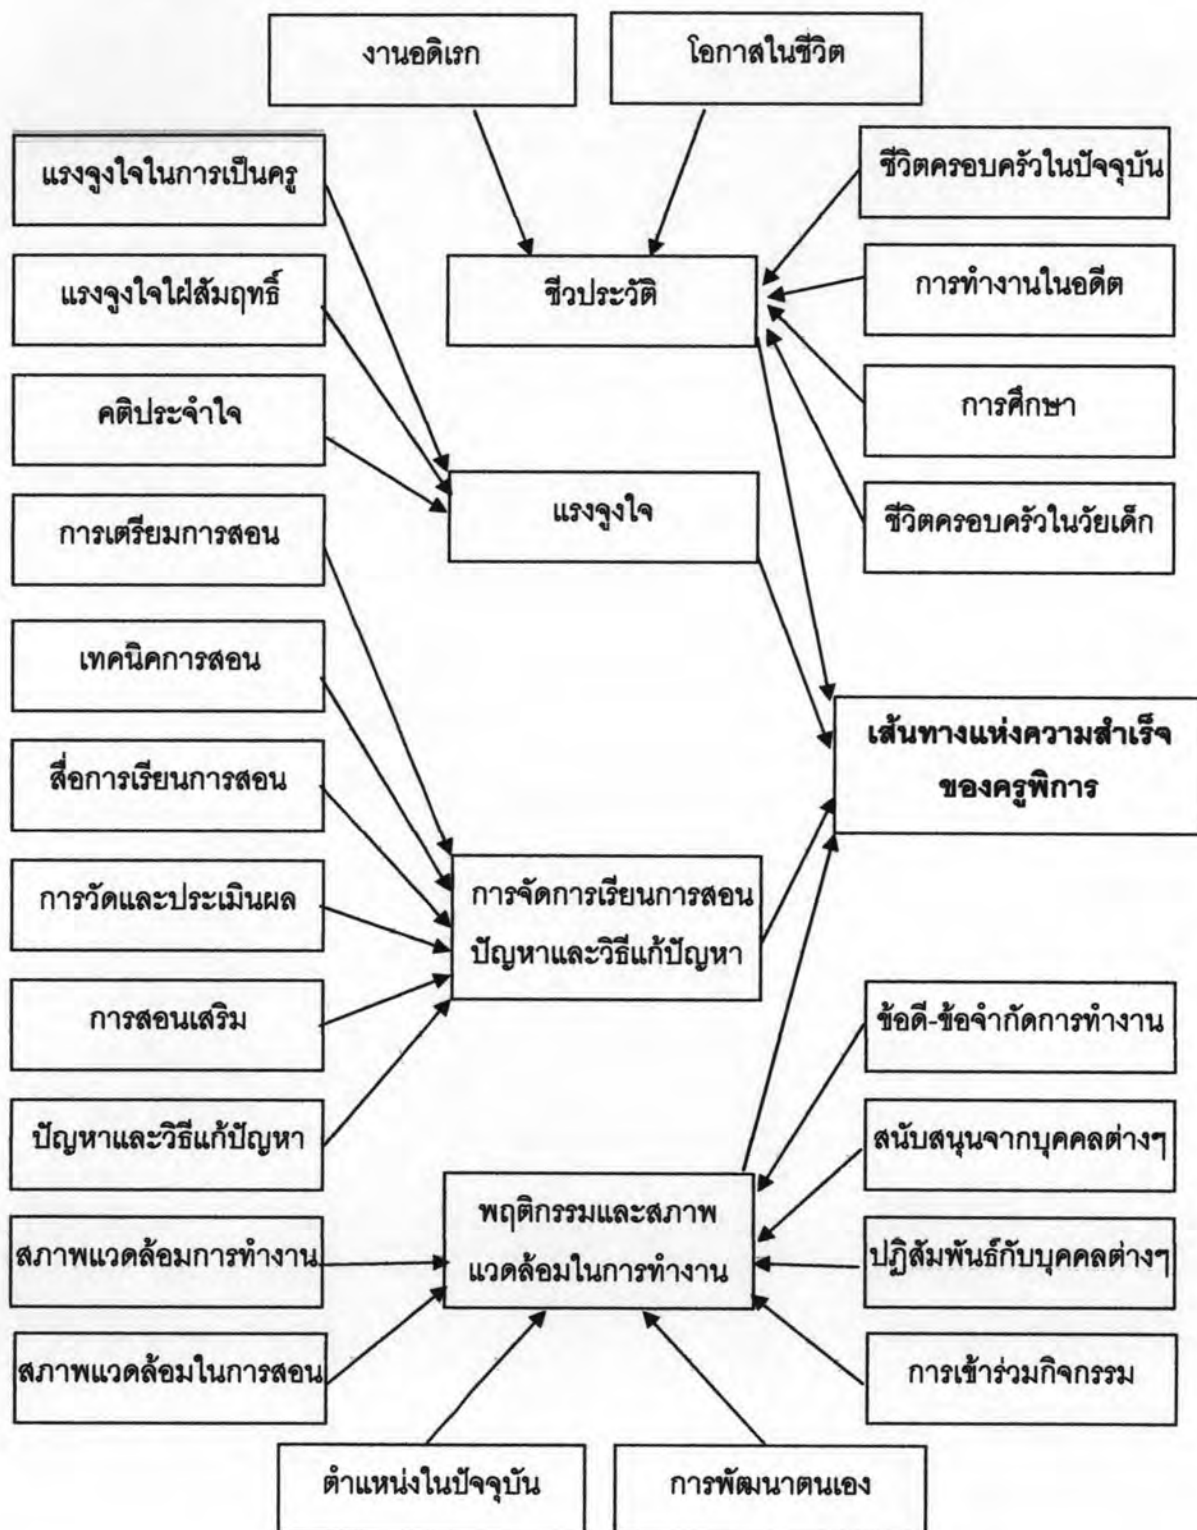 งานอดิเรก
โอกาสในชีวิต
แรงจูงใจในการเป็นครู
ชีวิตครอบครัวในปัจจุบัน
แรงจูงใจใฝ่สัมฤทธิ์
ชีวประวัติ
การทำงานในอดีต
คติประจำใจ
การศึกษา
การเตรียมการสอน
แรงจูงใจ
ชีวิตครอบครัวในวัยเด็ก
เทคนิคการสอน
สื่อการเรียนการสอน
เส้นทางแห่งความสำเร็จ
ของครูพิการ
การวัดและประเมินผล
การจัดการเรียนการสอน
ปัญหาและวิธีแก้ปัญหา
การสอนเสริม
ข้อดี-ข้อจำกัดการทำงาน
ปัญหาและวิธีแก้ปัญหา
สนับสนุนจากบุคคลต่างๆ
พฤติกรรมและสภาพ
แวดล้อมในการทำงาน
สภาพแวดล้อมการทำงาน
ปฏิสัมพันธ์กับบุคคลต่างๆ
สภาพแวดล้อมในการสอน
การเข้าร่วมกิจกรรม
ตำแหน่งในปัจจุบัน
การพัฒนาตนเอง